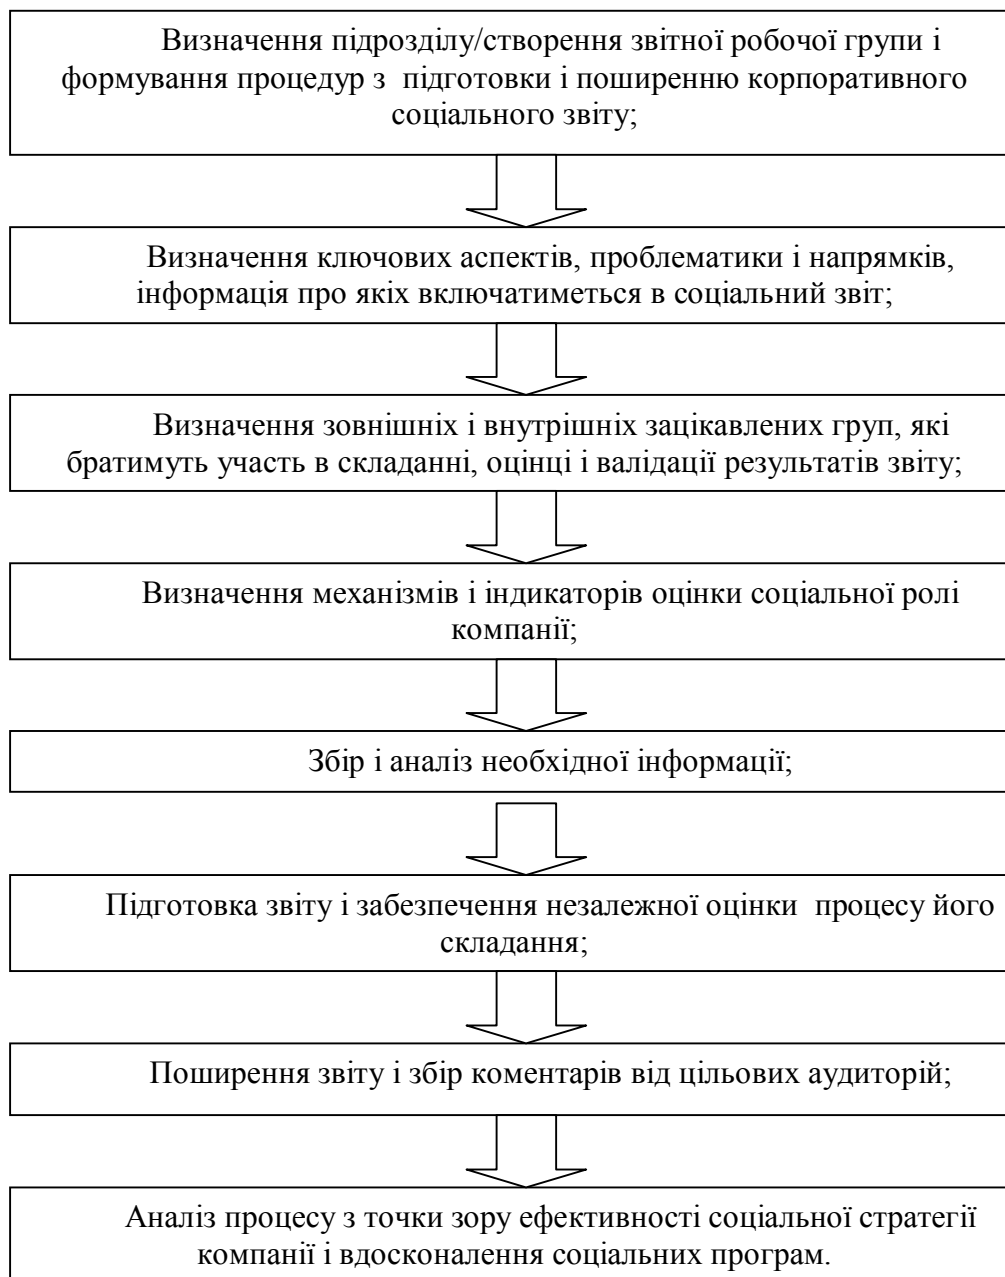 Визначення підрозділу/створення звітної робочої групи і
формування процедур з підготовки і поширенню корпоративного
соціального звіту;
Визначення ключових аспектів, проблематики і напрямків,
інформація про якіх включатиметься в соціальний звіт;
Визначення зовнішніх і внутрішніх зацікавлених груп, які
братимуть участь в складанні, оцінці і валідації результатів звіту;
Визначення механізмів і індикаторів оцінки соціальної ролі
компанії;
Збір і аналіз необхідної інформації;
Підготовка звіту і забезпечення незалежної оцінки процесу його
складання;
Поширення звіту і збір коментарів від цільових аудиторій;
Аналіз процесу з точки зору ефективності соціальної стратегії
компанії і вдосконалення соціальних програм.